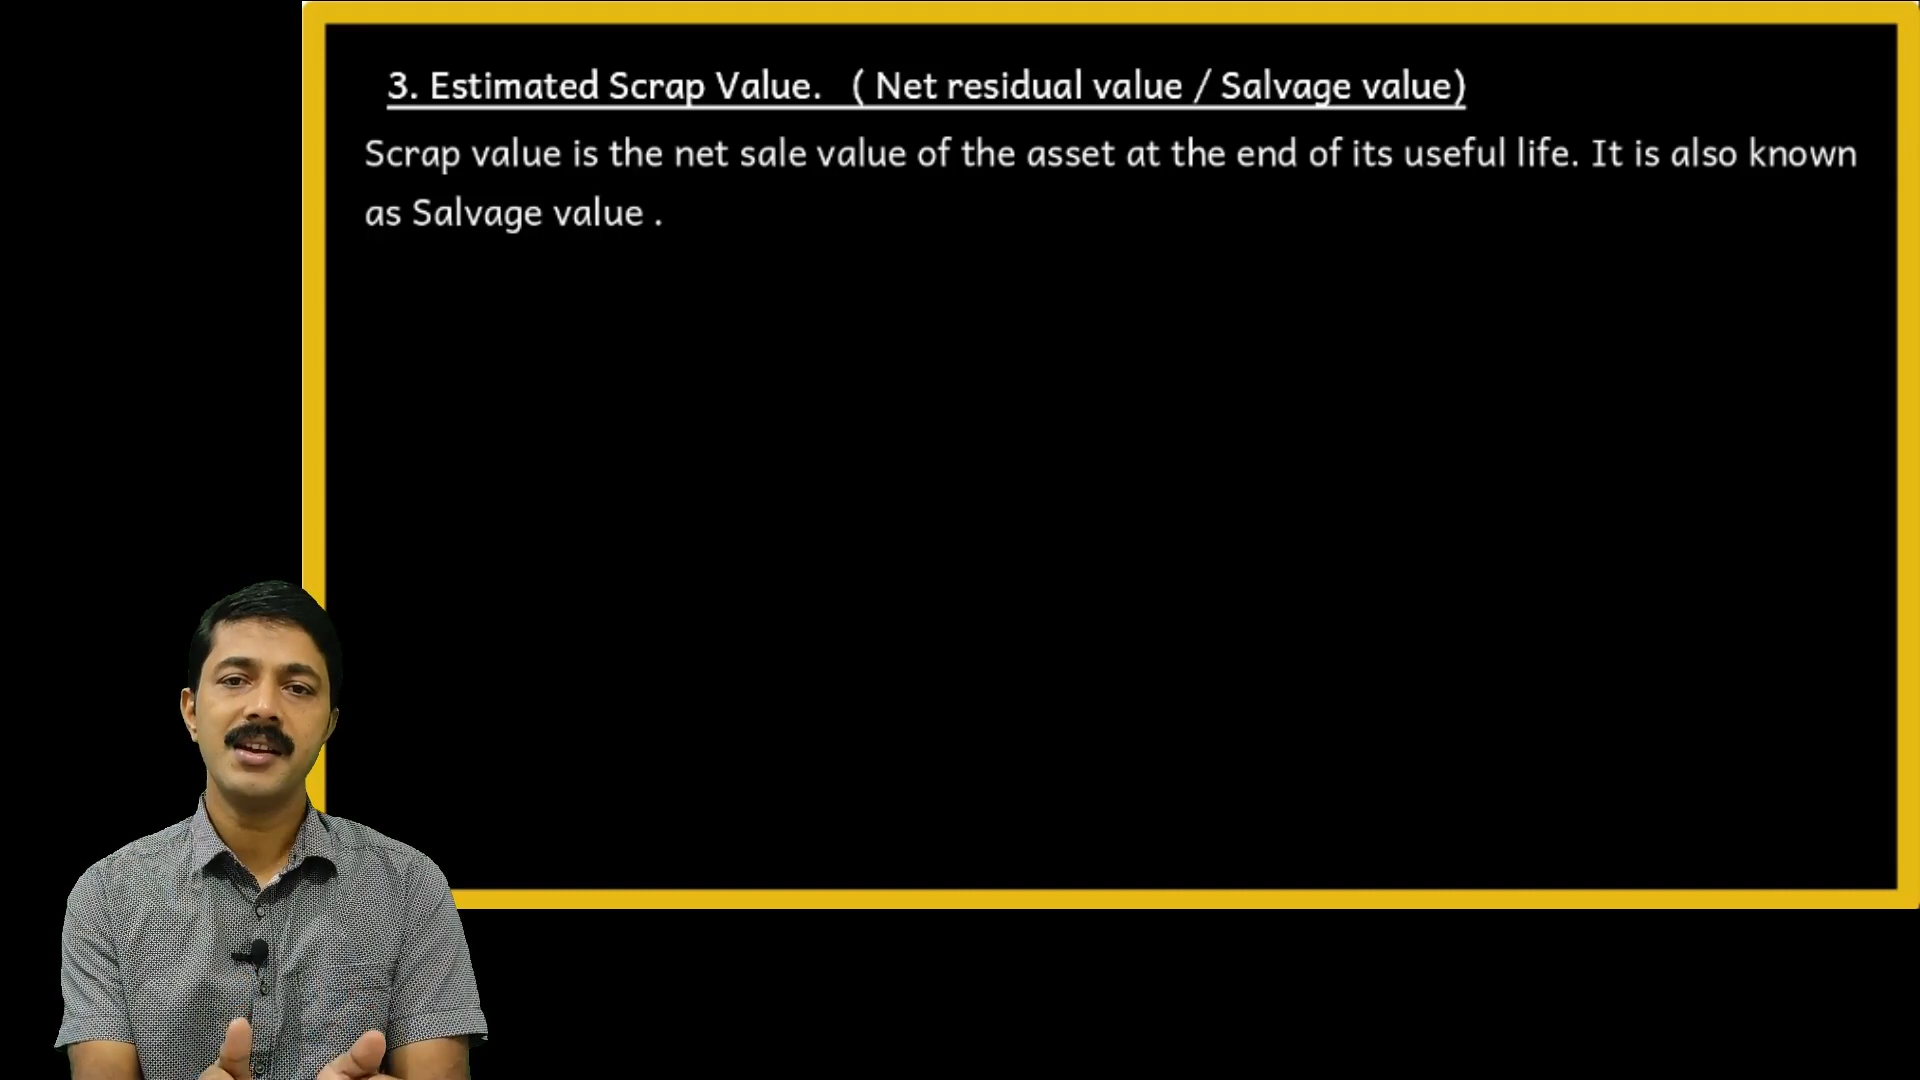 3. Estimated Scrap Value. ( Net residual value / Salvage value)
Scrap value is the net sale value of the asset at the end of its useful life. It is also known
as Salvage value .